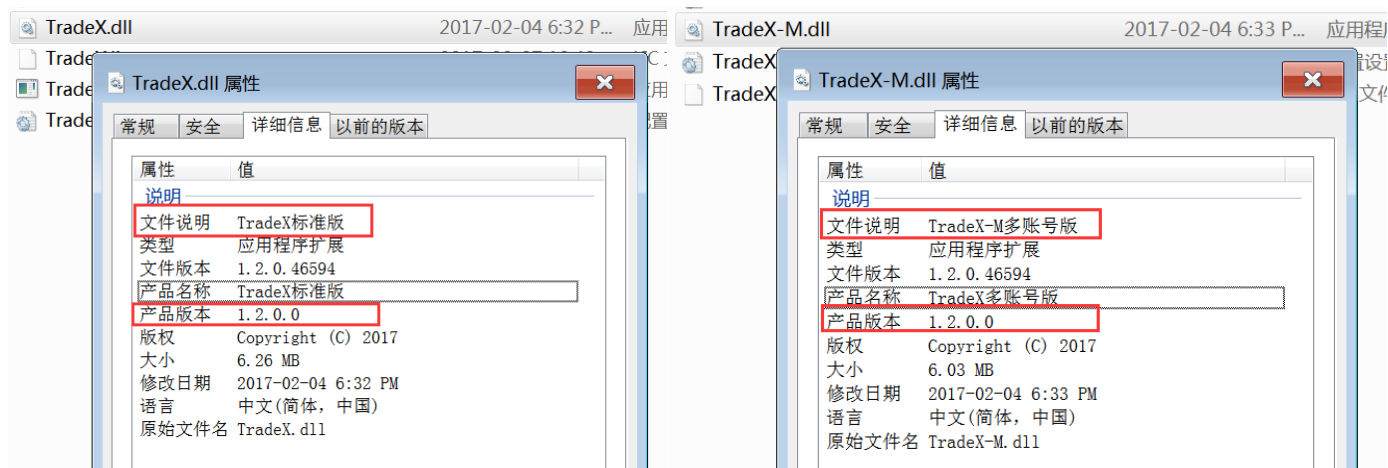 TradeX.dll 2017-02-04 6:32 P... 应用
Trade
Trade
Trade
TradeX.dll 属性
常规 安全 详细信息 以前的版本
属性 值
说明
文件说明 TradeX标准版
类型 应用程序扩展
文件版本 1.2.0.46594
产品名称 TradeX标准版
产品版本 1.2.0.0
版权 Copyright (C) 2017
大小 6.26 MB
修改日期 2017-02-04 6:32 PM
语言 中文(简体，中国)
原始文件名 TradeX.dll
TradeX-M.dll 2017-02-04 6:33 P... 应用程
TradeX
TradeX
文件
TradeX-M.dll 属性
常规 安全 详细信息 以前的版本
属性 值
说明
文件说明 TradeX-M多账号版
类型 应用程序扩展
文件版本 1.2.0.46594
产品名称 TradeX多账号版
产品版本 1.2.0.0
版权 Copyright (C) 2017
大小 6.03 MB
修改日期 2017-02-04 6:33 PM
语言 中文(简体，中国)
原始文件名 TradeX-M.dll